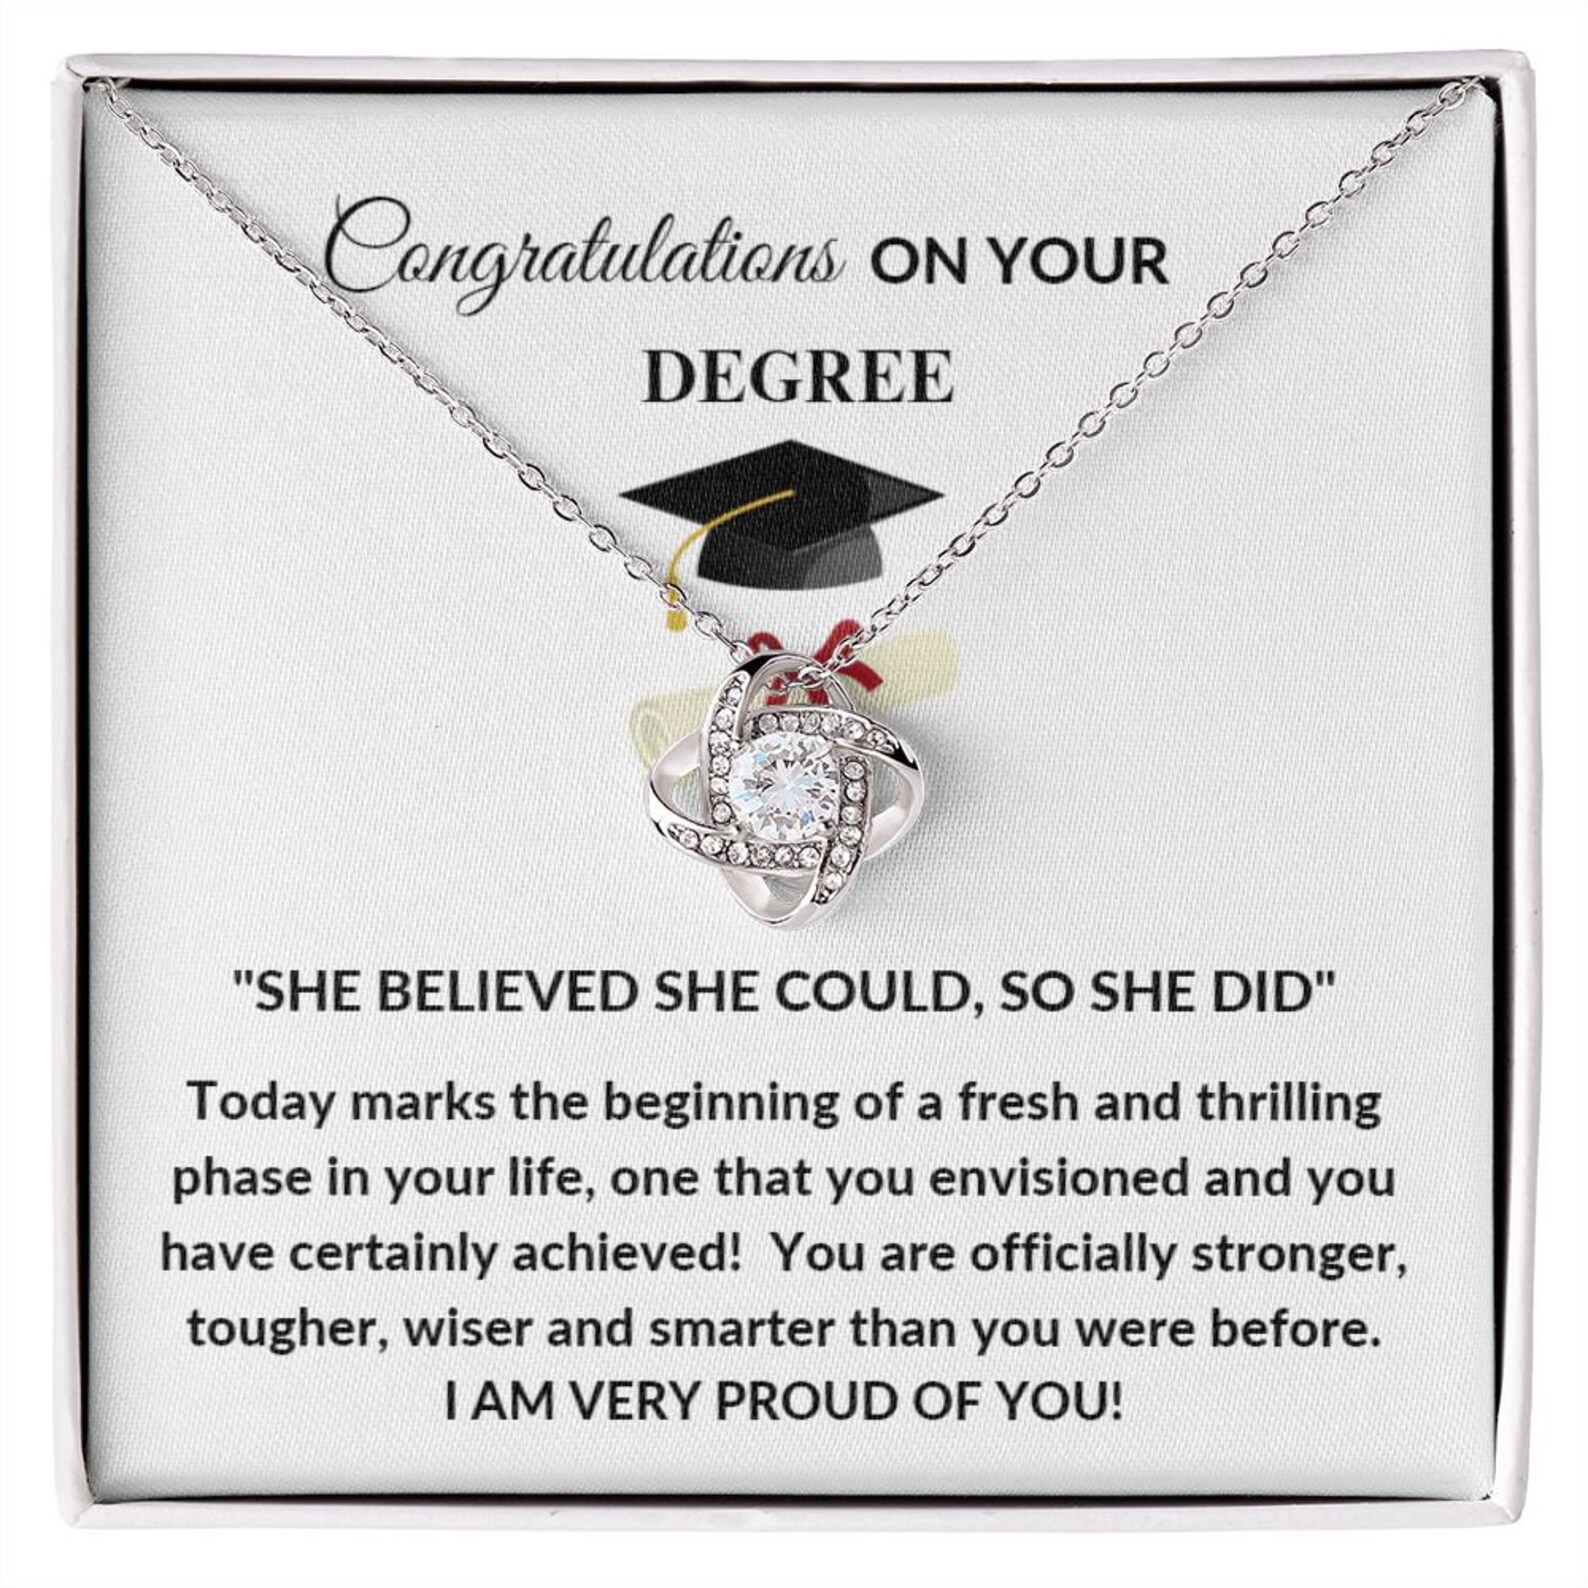 Congratulations ON YOUR
DEGREE
"SHE BELIEVED SHE COULD, SO SHE DID"
Today marks the beginning of a fresh and thrilling
phase in your life, one that you envisioned and you
have certainly achieved!  You are officially stronger,
tougher, wiser and smarter than you were before.
I AM VERY PROUD OF YOU!